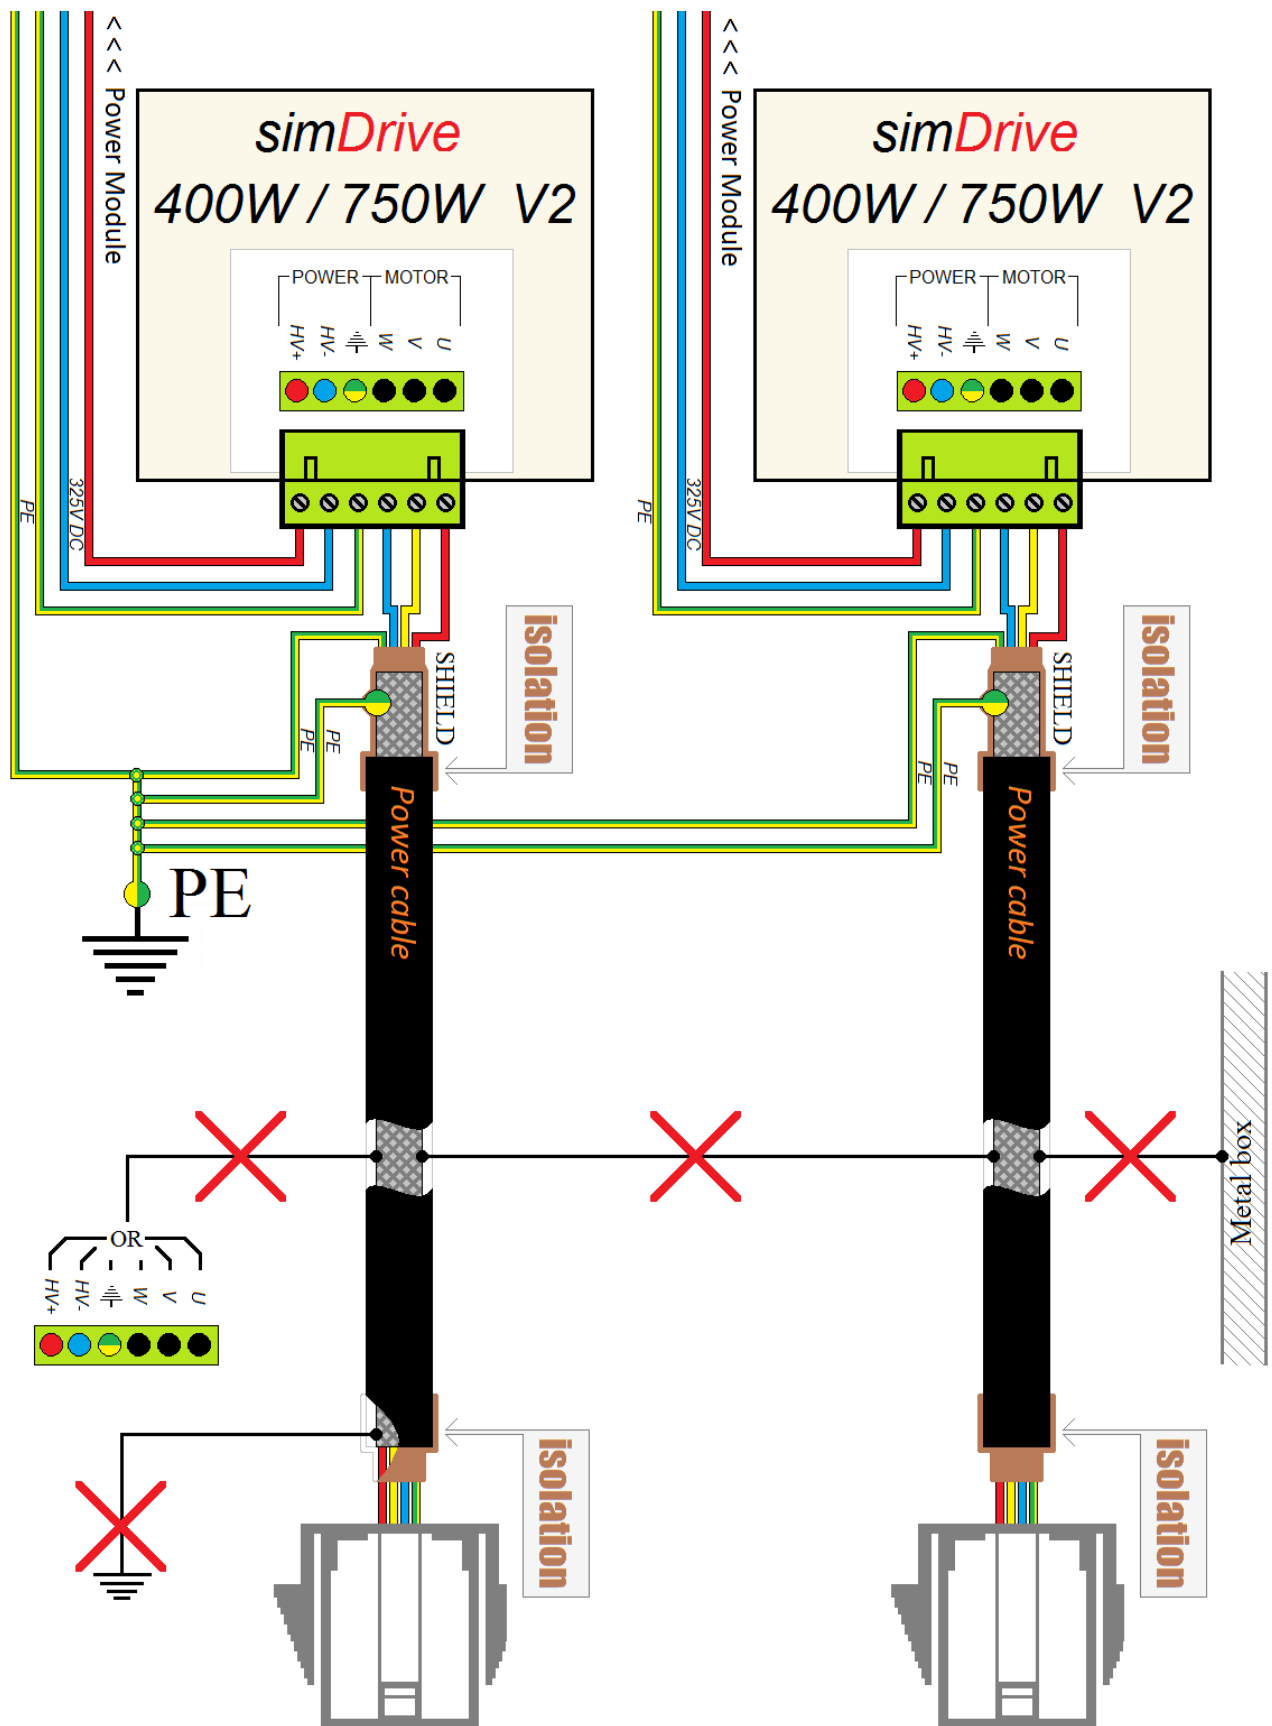 < < < Power Module
simDrive
400W / 750W V2
POWER MOTOR
HV+ HV- W V U
325V DC
PE
isolation
SHIELD
PE
PE
Power cable
< < < Power Module
simDrive
400W / 750W V2
POWER MOTOR
HV+ HV- W V U
325V DC
PE
isolation
SHIELD
PE
PE
Power cable
PE
Metal box
OR
HV+ HV- W V U
isolation
isolation